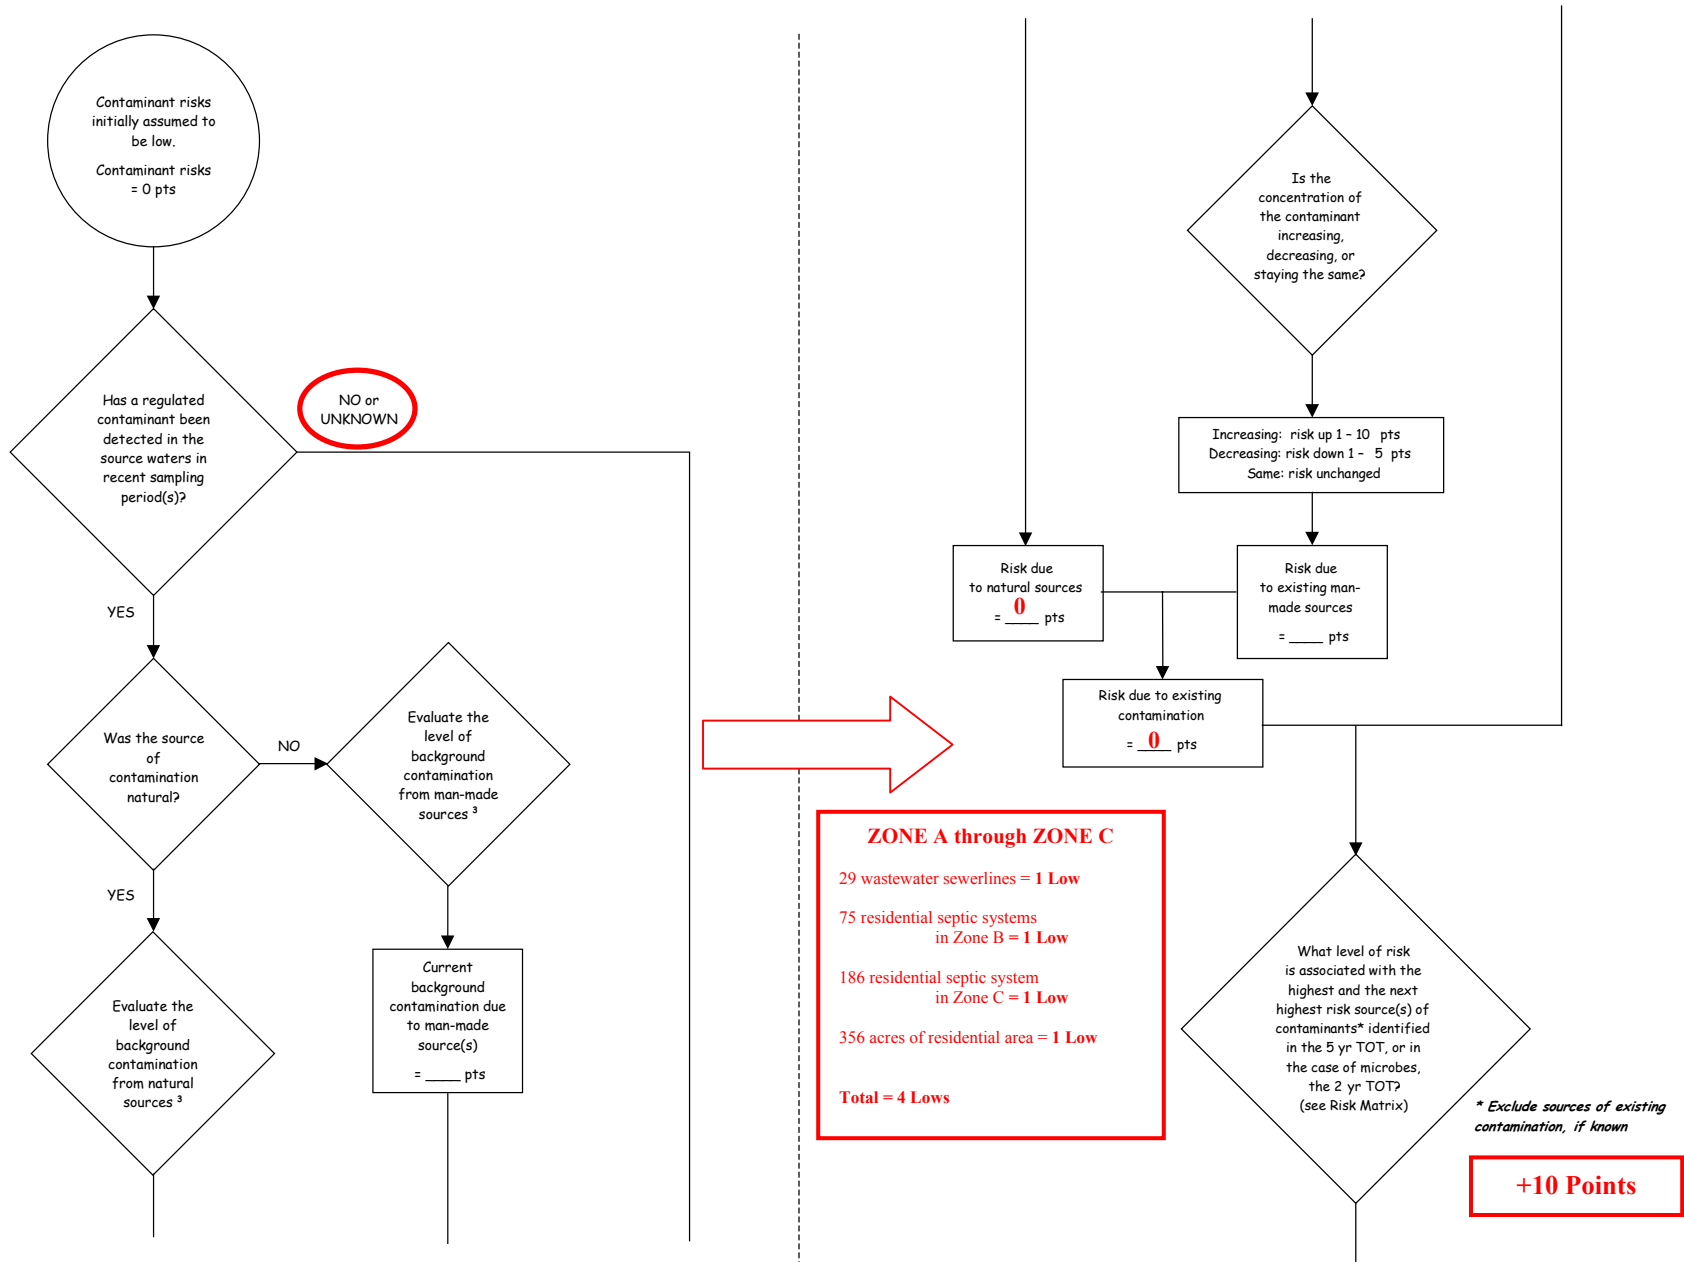 Contaminant risks
initially assumed to
be low.
Contaminant risks
= 0 pts
Has a regulated
contaminant been
detected in the
source waters in
recent sampling
period(s)?
NO or
UNKNOWN
YES
Was the source
of
contamination
natural?
NO
Evaluate the
level of
background
contamination
from man-made
sources ³
YES
Evaluate the
level of
background
contamination
from natural
sources ³
Current
background
contamination due
to man-made
source(s)
= ____ pts
Is the
concentration of
the contaminant
increasing,
decreasing, or
staying the same?
Increasing: risk up 1 – 10 pts
Decreasing: risk down 1 – 5 pts
Same: risk unchanged
Risk due
to natural sources
0
= ____ pts
Risk due
to existing man-
made sources
= ____ pts
Risk due to existing
contamination
= _0_ pts
ZONE A through ZONE C
29 wastewater sewerlines = 1 Low
75 residential septic systems
in Zone B = 1 Low
186 residential septic system
in Zone C = 1 Low
356 acres of residential area = 1 Low
Total = 4 Lows
What level of risk
is associated with the
highest and the next
highest risk source(s) of
contaminants* identified
in the 5 yr TOT, or in
the case of microbes,
the 2 yr TOT?
(see Risk Matrix)
* Exclude sources of existing
contamination, if known
+10 Points